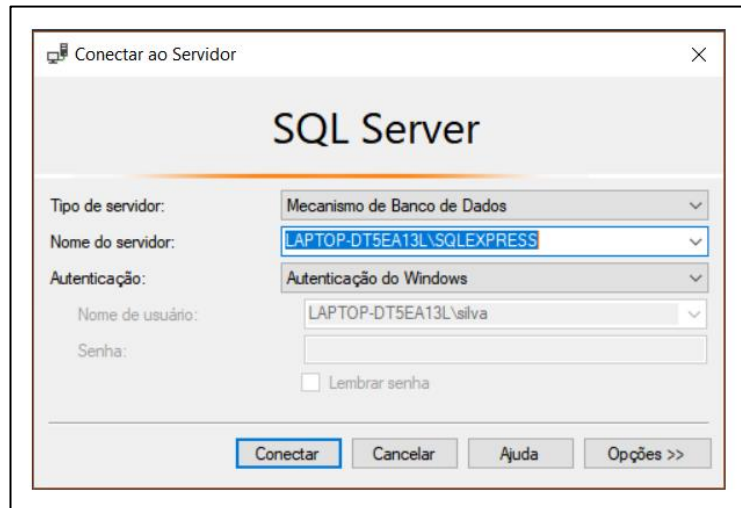 Conectar ao Servidor
SQL Server
Tipo de servidor: Mecanismo de Banco de Dados
Nome do servidor: LAPTOP-DT5EA13L\SQLEXPRESS
Autenticação: Autenticação do Windows
Nome de usuário: LAPTOP-DT5EA13L\silva
Senha:
Lembrar senha
Conectar Cancelar Ajuda Opções >>